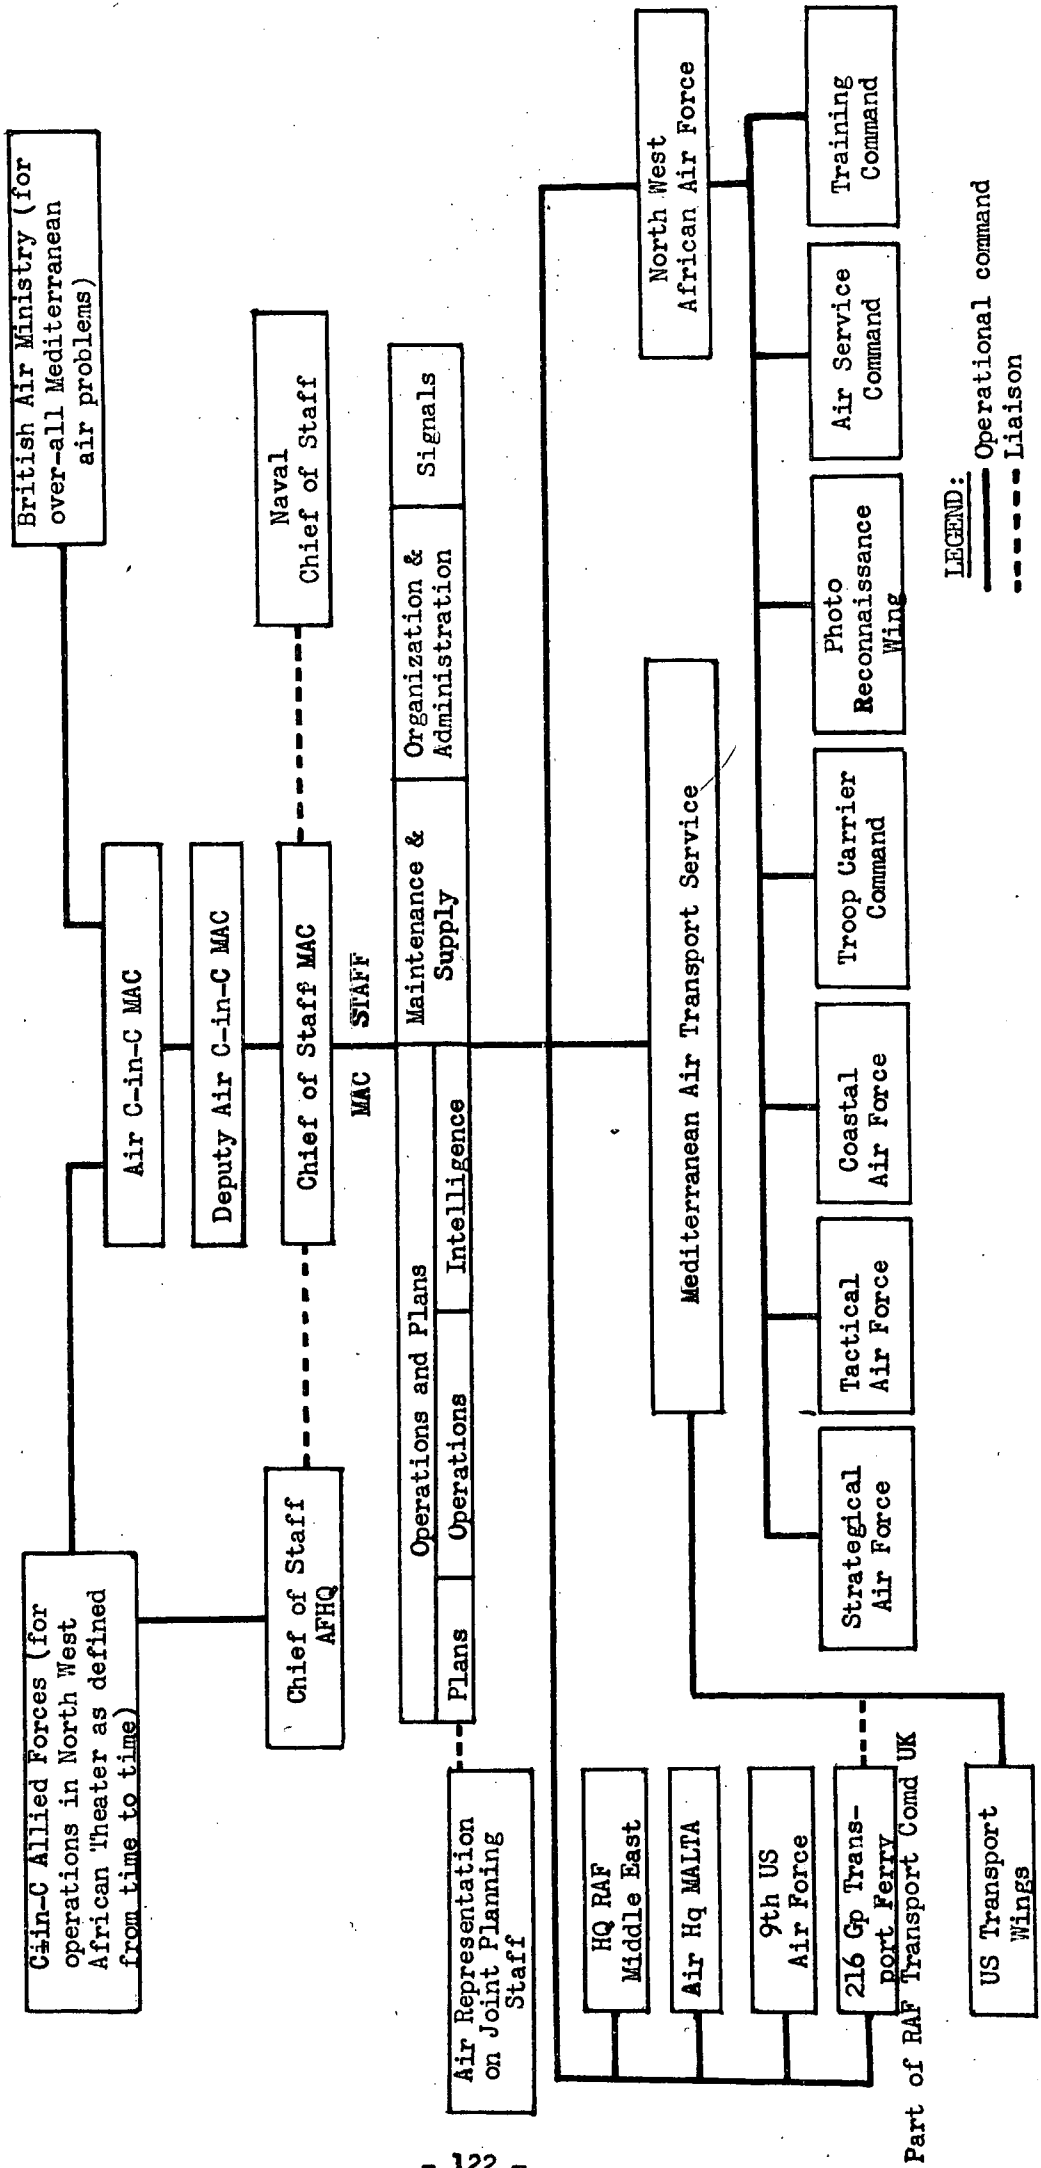 C-in-C Allied Forces (for
operations in North West
African Theater as defined
from time to time)
British Air Ministry (for
over-all Mediterranean
air problems)
Air C-in-C MAC
Deputy Air C-in-C MAC
Chief of Staff
AFHQ
Chief of Staff MAC
Naval
Chief of Staff
MAC STAFF
Operations and Plans
Plans
Operations
Intelligence
Maintenance &
Supply
Organization &
Administration
Signals
Air Representation
on Joint Planning
Staff
HQ RAF
Middle East
Air Hq MALTA
9th US
Air Force
216 Gp Trans-
port Ferry
Part of RAF Transport Comd UK
US Transport
Wings
Mediterranean Air Transport Service
North West
African Air Force
Strategical
Air Force
Tactical
Air Force
Coastal
Air Force
Troop Carrier
Command
Photo
Reconnaissance
Wing
Air Service
Command
Training
Command
LEGEND:
Operational command
Liaison
- 122 -